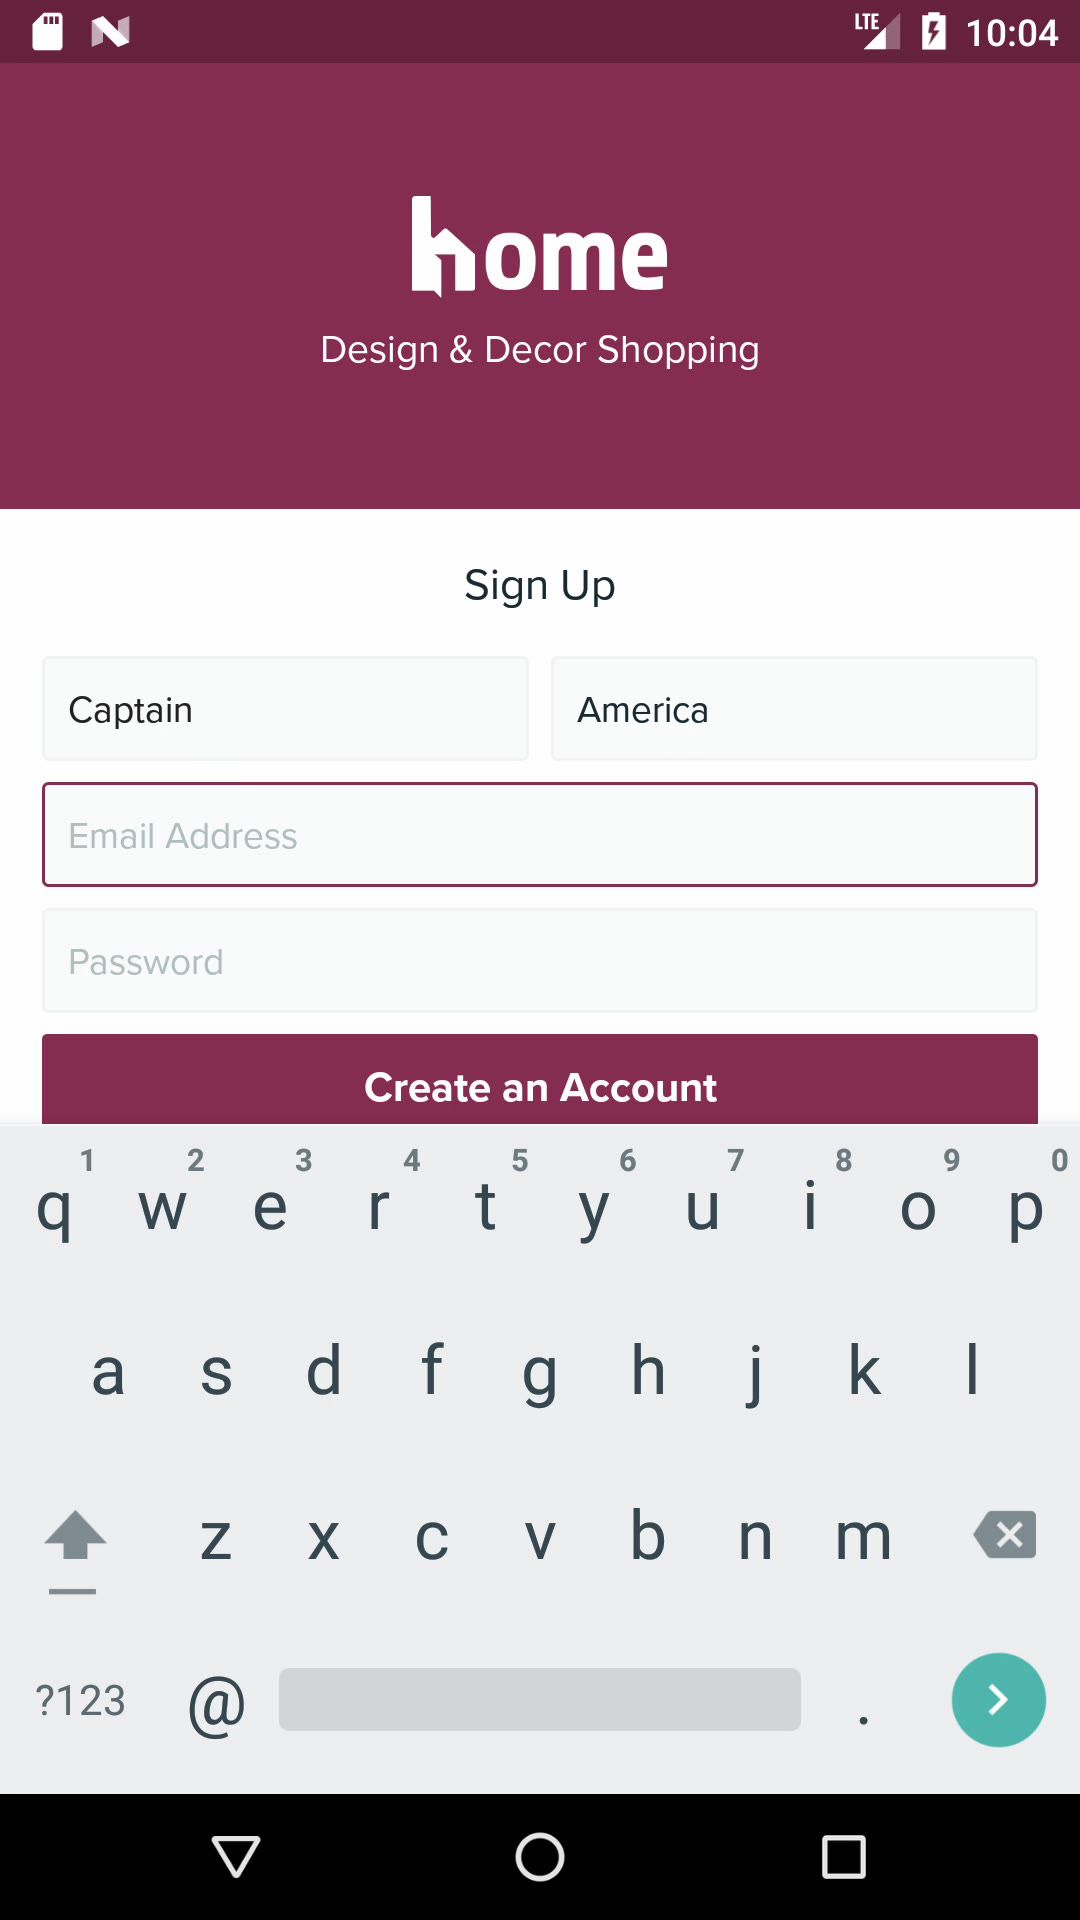 LTE 10:04
home
Design & Decor Shopping
Sign Up
Captain America
Email Address
Password
Create an Account
1 2 3 4 5 6 7 8 9 0
q w e r t y u i o p
a s d f g h j k l
z x c v b n m
?123 @ .